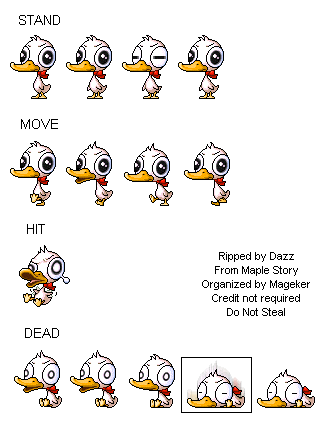 STAND
MOVE
HIT
Ripped by Dazz
From Maple Story
Organized by Mageker
Credit not required
Do Not Steal
DEAD